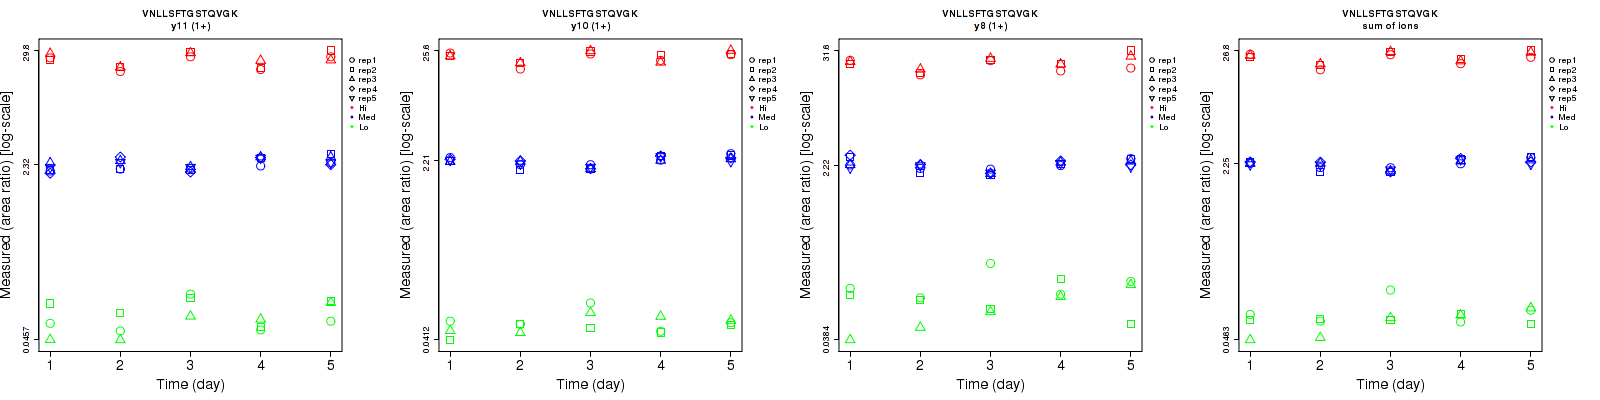 VNLLSFTGSTQVGK
y11 (1+)
Measured (area ratio) [log-scale]
29.8
2.32
0.0457
1 2 3 4 5
Time (day)
rep1
rep2
rep3
rep4
rep5
Hi
Med
Lo
VNLLSFTGSTQVGK
y10 (1+)
Measured (area ratio) [log-scale]
25.6
2.21
0.0412
1 2 3 4 5
Time (day)
rep1
rep2
rep3
rep4
rep5
Hi
Med
Lo
VNLLSFTGSTQVGK
y8 (1+)
Measured (area ratio) [log-scale]
31.8
2.22
0.0384
1 2 3 4 5
Time (day)
rep1
rep2
rep3
rep4
rep5
Hi
Med
Lo
VNLLSFTGSTQVGK
sum of ions
Measured (area ratio) [log-scale]
26.8
2.25
0.0463
1 2 3 4 5
Time (day)
rep1
rep2
rep3
rep4
rep5
Hi
Med
Lo